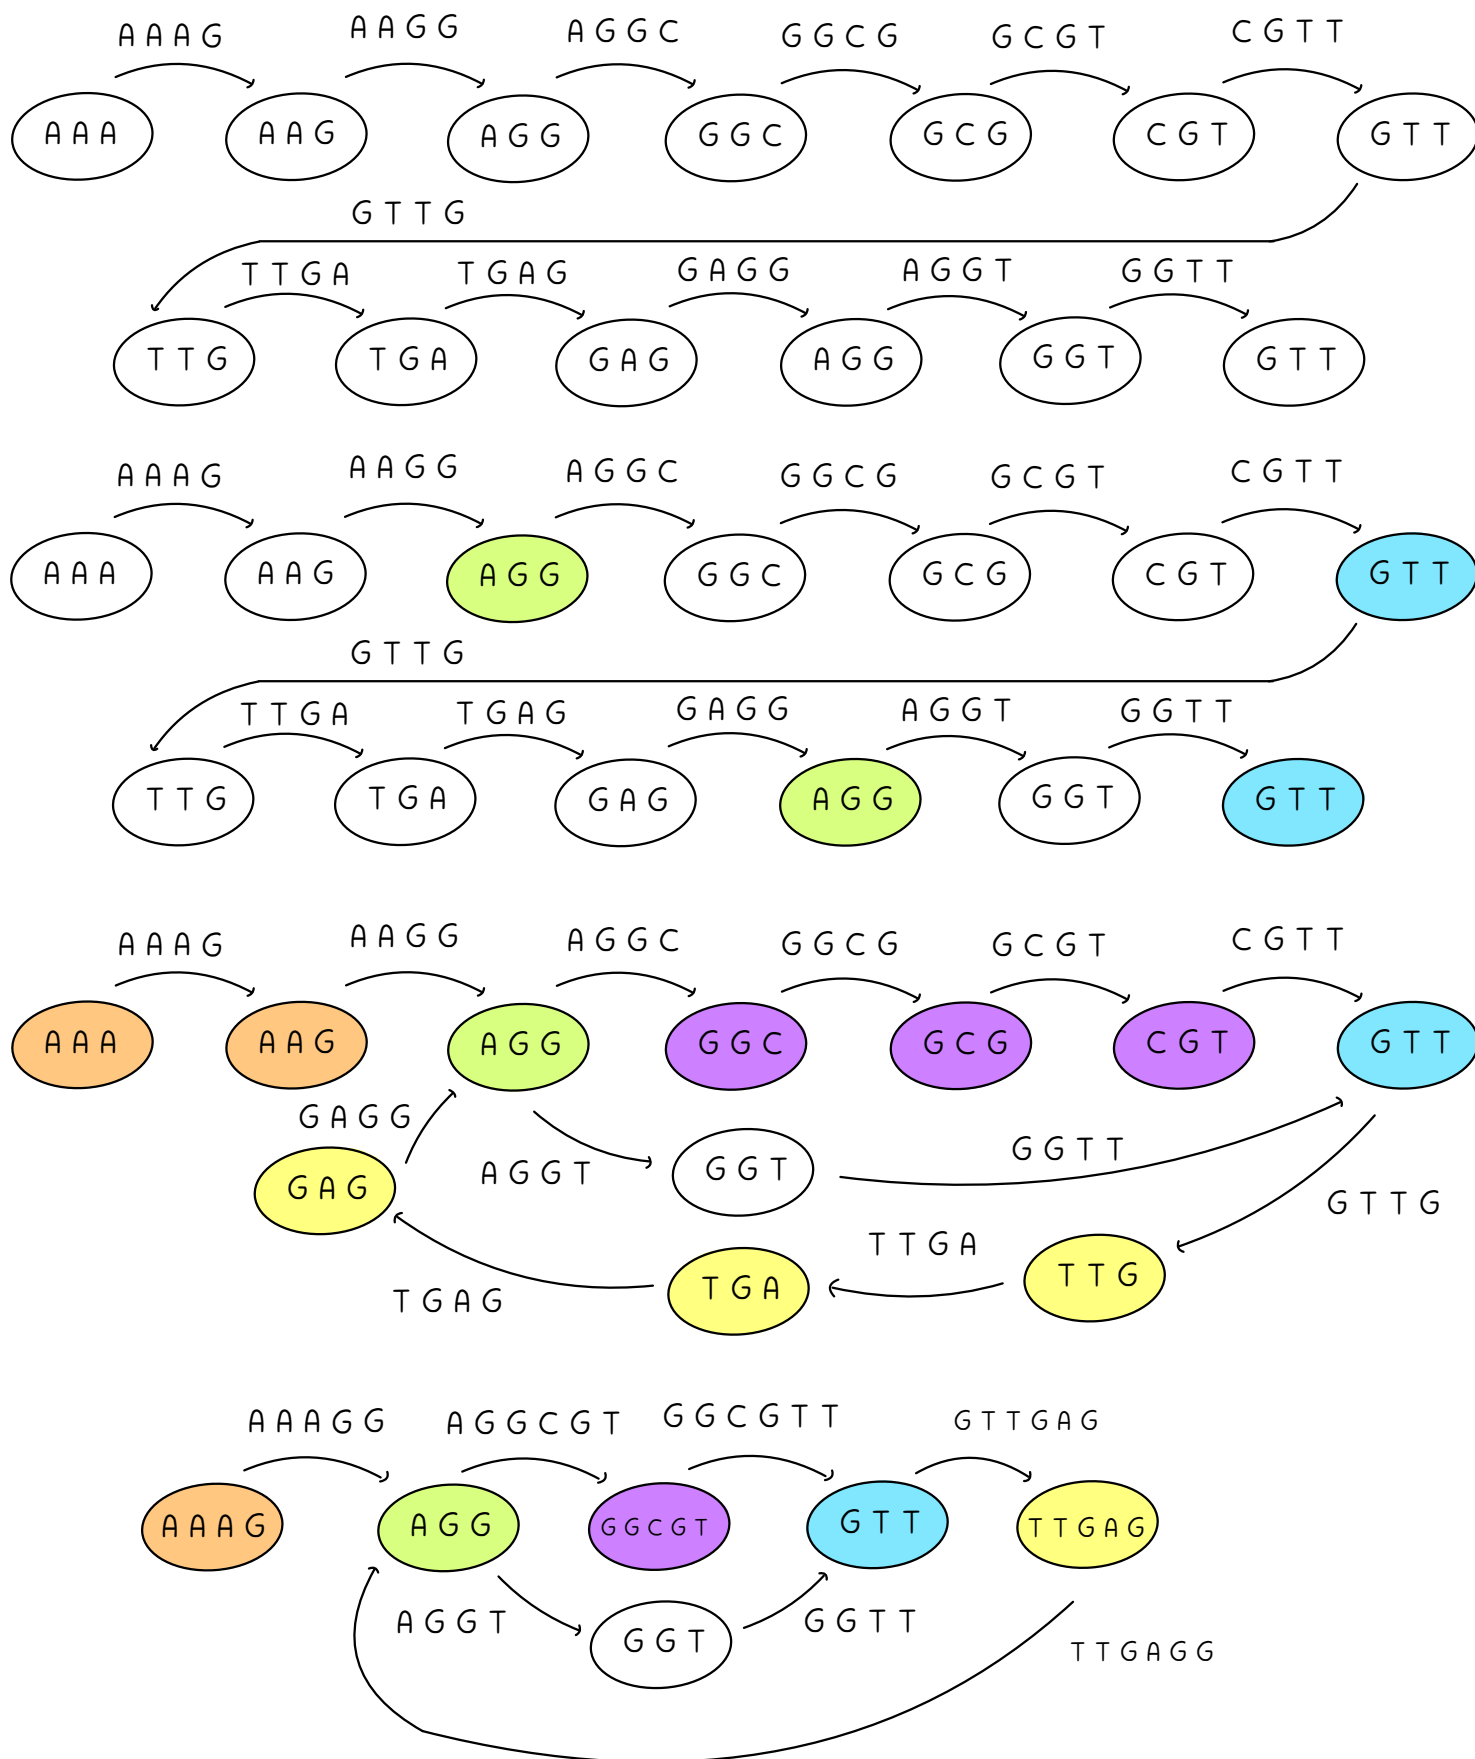 AAAG AAGG AGGC GGCG GCGT CGTT
AAA AAG AGG GGC GCG CGT GTT
GTTG
TTGA TGAG GAGG AGGT GGTT
TTG TGA GAG AGG GGT GTT
AAAG AAGG AGGC GGCG GCGT CGTT
AAA AAG AGG GGC GCG CGT GTT
GTTG
TTGA TGAG GAGG AGGT GGTT
TTG TGA GAG AGG GGT GTT
AAAG AAGG AGGC GGCG GCGT CGTT
AAA AAG AGG GGC GCG CGT GTT
GAGG
AGGT GGT GGTT
GAG GTTG
TTGA
TGAG TGA TTG
AAAGG AGGCGT GGCGTT GTTGAG
AAAG AGG GGCGT GTT TTGAG
AGGT GGT GGTT
TTGAGG